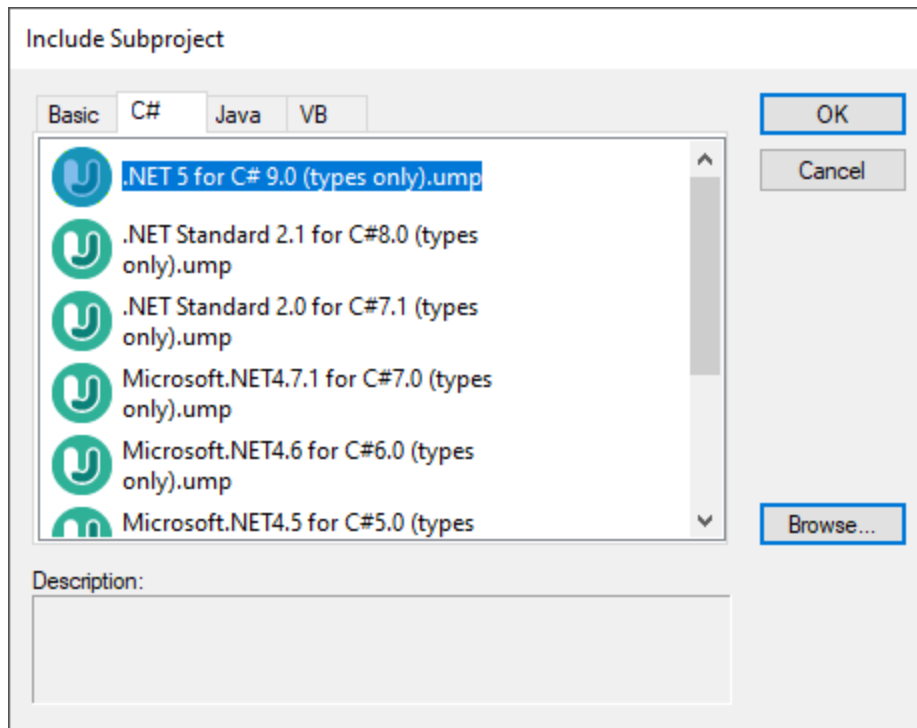 Include Subproject
Basic C# Java VB
OK
Cancel
.NET 5 for C# 9.0 (types only).ump
.NET Standard 2.1 for C#8.0 (types
only).ump
.NET Standard 2.0 for C#7.1 (types
only).ump
Microsoft.NET4.7.1 for C#7.0 (types
only).ump
Microsoft.NET4.6 for C#6.0 (types
only).ump
Microsoft.NET4.5 for C#5.0 (types
Browse...
Description: